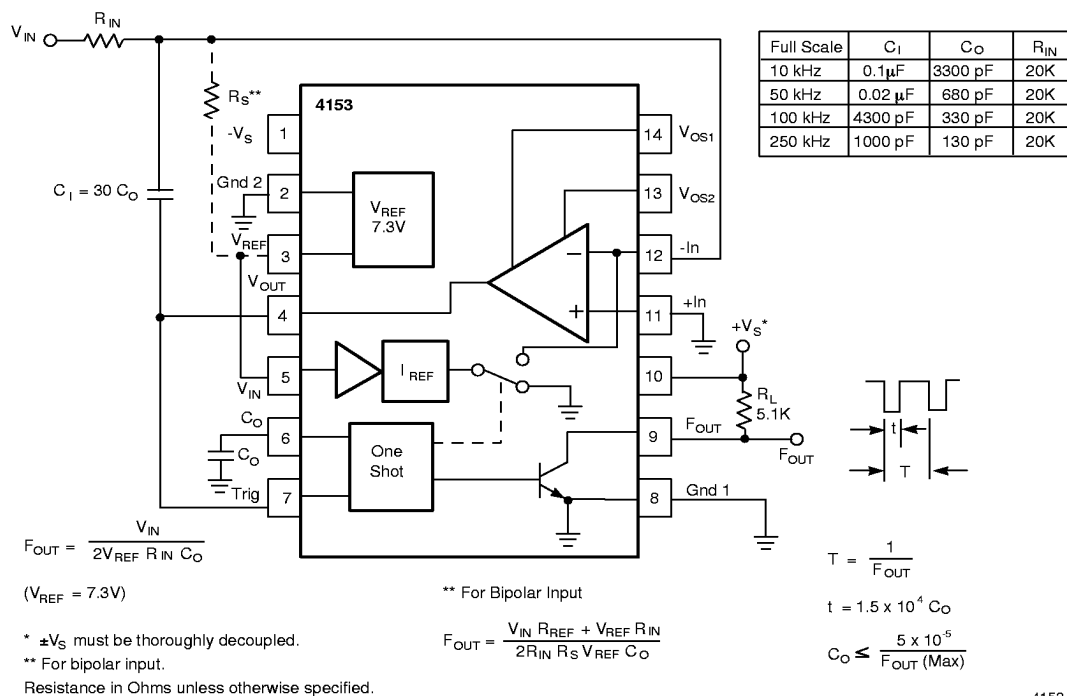 V_IN
R_IN
R_S**
C_I = 30 C_O
4153
1
-V_S
2
Gnd 2
3
V_REF
4
V_OUT
5
V_IN
6
C_O
C_O
7
Trig
V_REF
7.3V
I_REF
One
Shot
−
+
14
V_OS1
13
V_OS2
12
-In
11
+In
10
+V_S*
R_L
5.1K
9
F_OUT
F_OUT
8
Gnd 1
Full Scale C_I C_O R_IN
10 kHz 0.1µF 3300 pF 20K
50 kHz 0.02 µF 680 pF 20K
100 kHz 4300 pF 330 pF 20K
250 kHz 1000 pF 130 pF 20K
t
T
F_OUT = V_IN / 2V_REF R_IN C_O
(V_REF = 7.3V)
* ±V_S must be thoroughly decoupled.
** For bipolar input.
Resistance in Ohms unless otherwise specified.
** For Bipolar Input
F_OUT = V_IN R_REF + V_REF R_IN / 2R_IN R_S V_REF C_O
T = 1 / F_OUT
t = 1.5 x 10^4 C_O
C_O ≤ 5 x 10^-5 / F_OUT (Max)